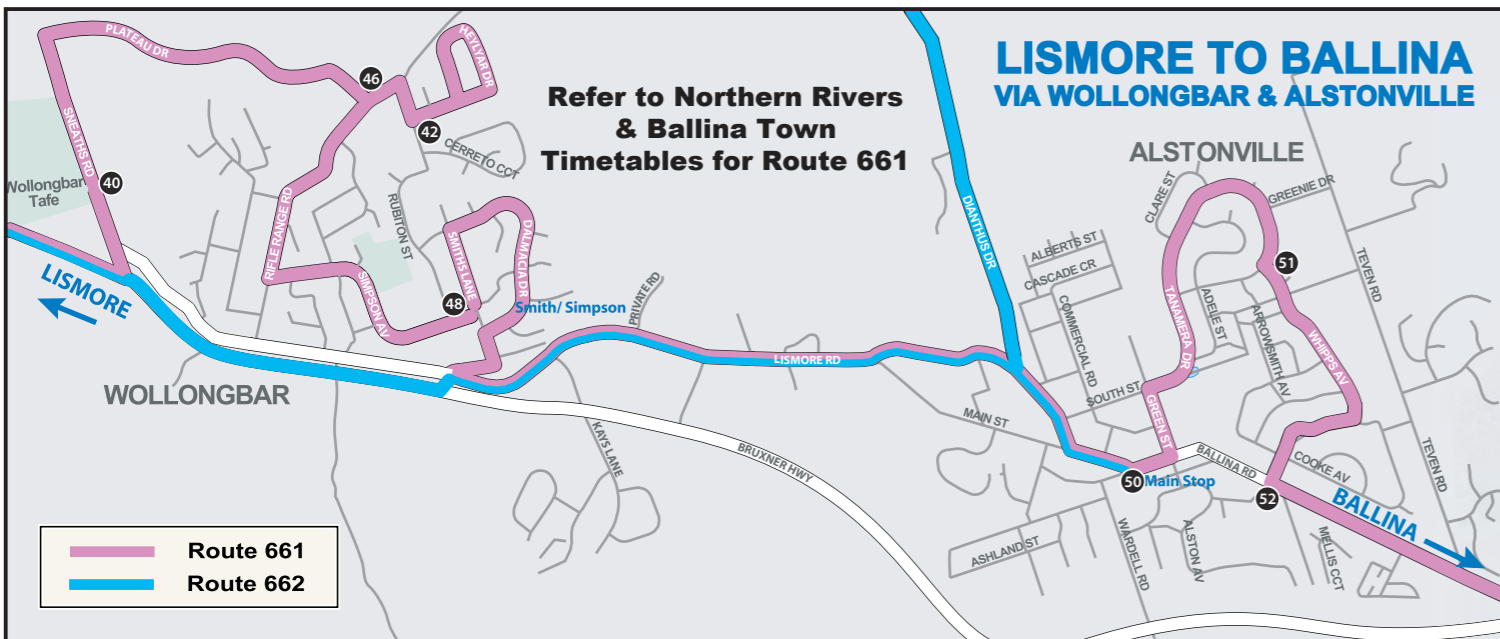 LISMORE TO BALLINA
VIA WOLLONGBAR & ALSTONVILLE
Refer to Northern Rivers
& Ballina Town
Timetables for Route 661
PLATEAU DR
HEYLYAR DR
46
42
CERRETO CCT
SNEATHS RD
40
Wollongbar
Tafe
RIFLE RANGE RD
RUBITON ST
SIMPSON AV
SMITHS LANE
DALMACIA DR
48
Smith/ Simpson
PRIVATE RD
LISMORE
WOLLONGBAR
LISMORE RD
DIANTHUS DR
KAYS LANE
BRUXNER HWY
ALSTONVILLE
CLARE ST
GREENIE DR
ALBERTS ST
CASCADE CR
COMMERCIAL RD
TANAMERA DR
ADELE ST
ARROWSMITH AV
51
WHIPPS AV
TEVEN RD
SOUTH ST
GREEN ST
MAIN ST
BALLINA RD
COOKE AV
TEVEN RD
50
Main Stop
52
BALLINA
ASHLAND ST
WARDELL RD
ALSTON AV
MELLIS CCT
Route 661
Route 662